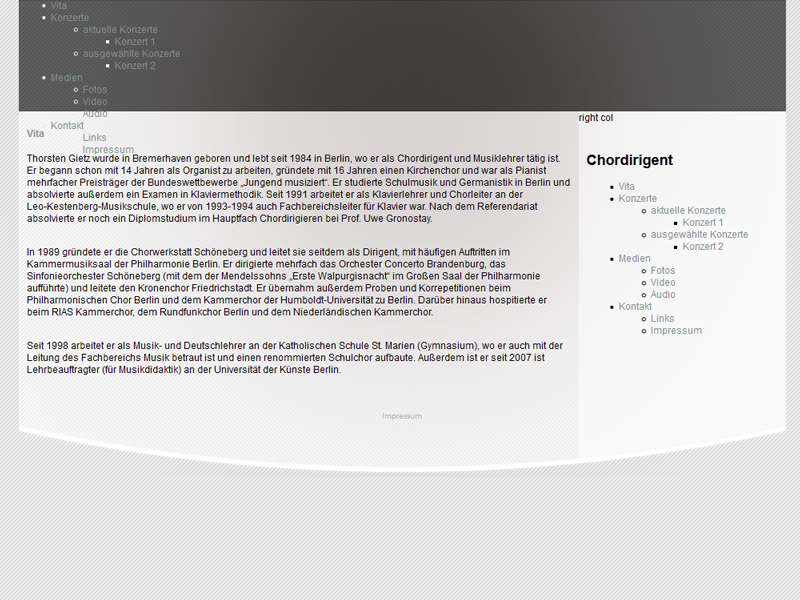 Vita
Konzerte
aktuelle Konzerte
Konzert 1
ausgewählte Konzerte
Konzert 2
Medien
Fotos
Video
Audio
Kontakt
Links
Impressum
Vita
Thorsten Gietz wurde in Bremerhaven geboren und lebt seit 1984 in Berlin, wo er als Chordirigent und Musiklehrer tätig ist.
Er begann schon mit 14 Jahren als Organist zu arbeiten, gründete mit 16 Jahren einen Kirchenchor und war als Pianist
mehrfacher Preisträger der Bundeswettbewerbe „Jungend musiziert“. Er studierte Schulmusik und Germanistik in Berlin und
absolvierte außerdem ein Examen in Klaviermethodik. Seit 1991 arbeitet er als Klavierlehrer und Chorleiter an der
Leo-Kestenberg-Musikschule, wo er von 1993-1994 auch Fachbereichsleiter für Klavier war. Nach dem Referendariat
absolvierte er noch ein Diplomstudium im Hauptfach Chordirigieren bei Prof. Uwe Gronostay.
In 1989 gründete er die Chorwerkstatt Schöneberg und leitet sie seitdem als Dirigent, mit häufigen Auftritten im
Kammermusiksaal der Philharmonie Berlin. Er dirigierte mehrfach das Orchester Concerto Brandenburg, das
Sinfonieorchester Schöneberg (mit dem der Mendelssohns „Erste Walpurgisnacht“ im Großen Saal der Philharmonie
aufführte) und leitete den Kronenchor Friedrichstadt. Er übernahm außerdem Proben und Korrepetitionen beim
Philharmonischen Chor Berlin und dem Kammerchor der Humboldt-Universität zu Berlin. Darüber hinaus hospitierte er
beim RIAS Kammerchor, dem Rundfunkchor Berlin und dem Niederländischen Kammerchor.
Seit 1998 arbeitet er als Musik- und Deutschlehrer an der Katholischen Schule St. Marien (Gymnasium), wo er auch mit der
Leitung des Fachbereichs Musik betraut ist und einen renommierten Schulchor aufbaute. Außerdem ist er seit 2007 ist
Lehrbeauftragter (für Musikdidaktik) an der Universität der Künste Berlin.
Impressum
right col
Chordirigent
Vita
Konzerte
aktuelle Konzerte
Konzert 1
ausgewählte Konzerte
Konzert 2
Medien
Fotos
Video
Audio
Kontakt
Links
Impressum